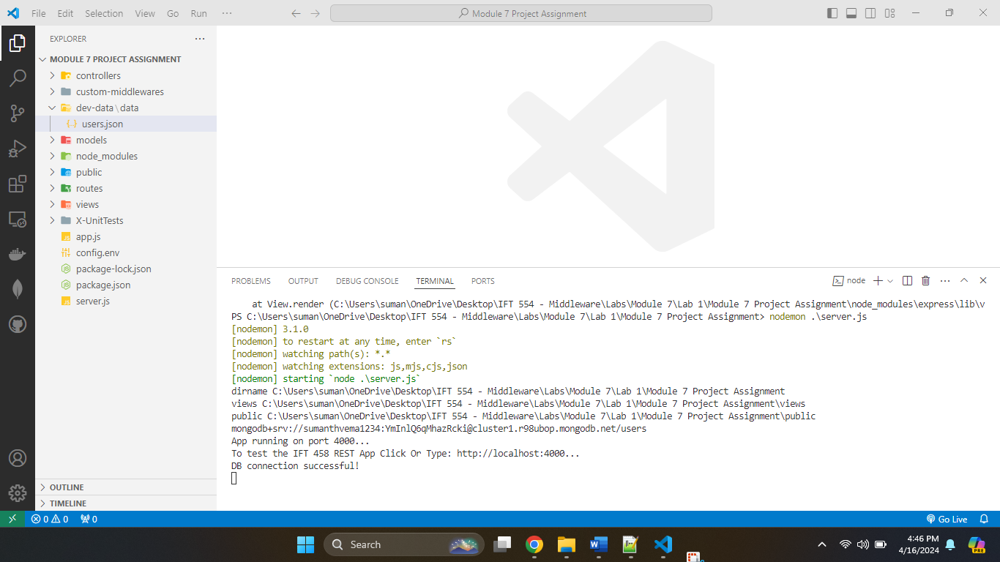 File Edit Selection View Go Run ···
Module 7 Project Assignment
EXPLORER
MODULE 7 PROJECT ASSIGNMENT
controllers
custom-middlewares
dev-data\data
users.json
models
node_modules
public
routes
views
X-UnitTests
app.js
config.env
package-lock.json
package.json
server.js
OUTLINE
TIMELINE
PROBLEMS OUTPUT DEBUG CONSOLE TERMINAL PORTS
node
at View.render (C:\Users\suman\OneDrive\Desktop\IFT 554 - Middleware\Labs\Module 7\Lab 1\Module 7 Project Assignment\node_modules\express\lib\v
PS C:\Users\suman\OneDrive\Desktop\IFT 554 - Middleware\Labs\Module 7\Lab 1\Module 7 Project Assignment> nodemon .\server.js
[nodemon] 3.1.0
[nodemon] to restart at any time, enter `rs`
[nodemon] watching path(s): *.*
[nodemon] watching extensions: js,mjs,cjs,json
[nodemon] starting `node .\server.js`
dirname C:\Users\suman\OneDrive\Desktop\IFT 554 - Middleware\Labs\Module 7\Lab 1\Module 7 Project Assignment
views C:\Users\suman\OneDrive\Desktop\IFT 554 - Middleware\Labs\Module 7\Lab 1\Module 7 Project Assignment\views
public C:\Users\suman\OneDrive\Desktop\IFT 554 - Middleware\Labs\Module 7\Lab 1\Module 7 Project Assignment\public
mongodb+srv://sumanthvema1234:YmInlQ6qMhazRcki@cluster1.r98ubop.mongodb.net/users
App running on port 4000...
To test the IFT 458 REST App Click Or Type: http://localhost:4000...
DB connection successful!
0 0 0
Go Live
Search
4:46 PM
4/16/2024
PRE